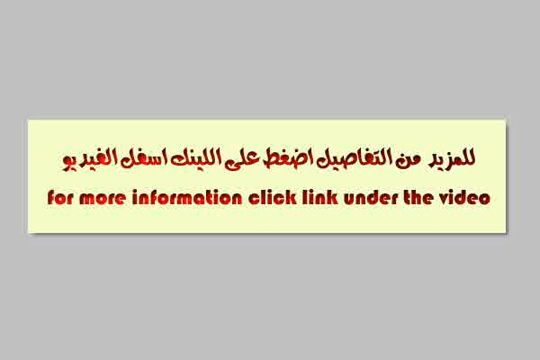 للمزيد من التفاصيل اضغط على اللينك اسفل الفيديو
for more information click link under the video